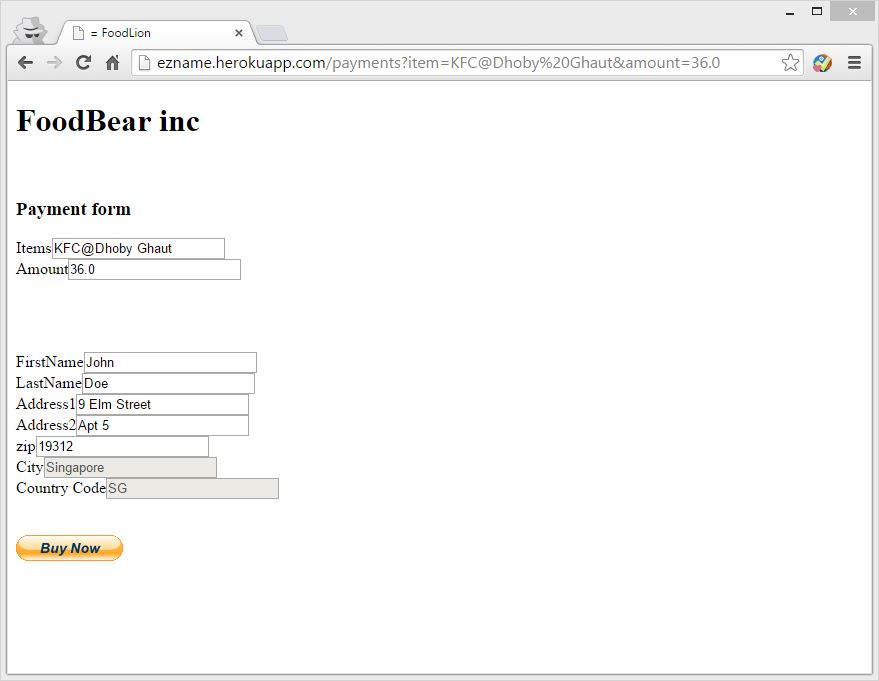 = FoodLion
ezname.herokuapp.com/payments?item=KFC@Dhoby%20Ghaut&amount=36.0
FoodBear inc
Payment form
Items KFC@Dhoby Ghaut
Amount 36.0
FirstName John
LastName Doe
Address1 9 Elm Street
Address2 Apt 5
zip 19312
City Singapore
Country Code SG
Buy Now